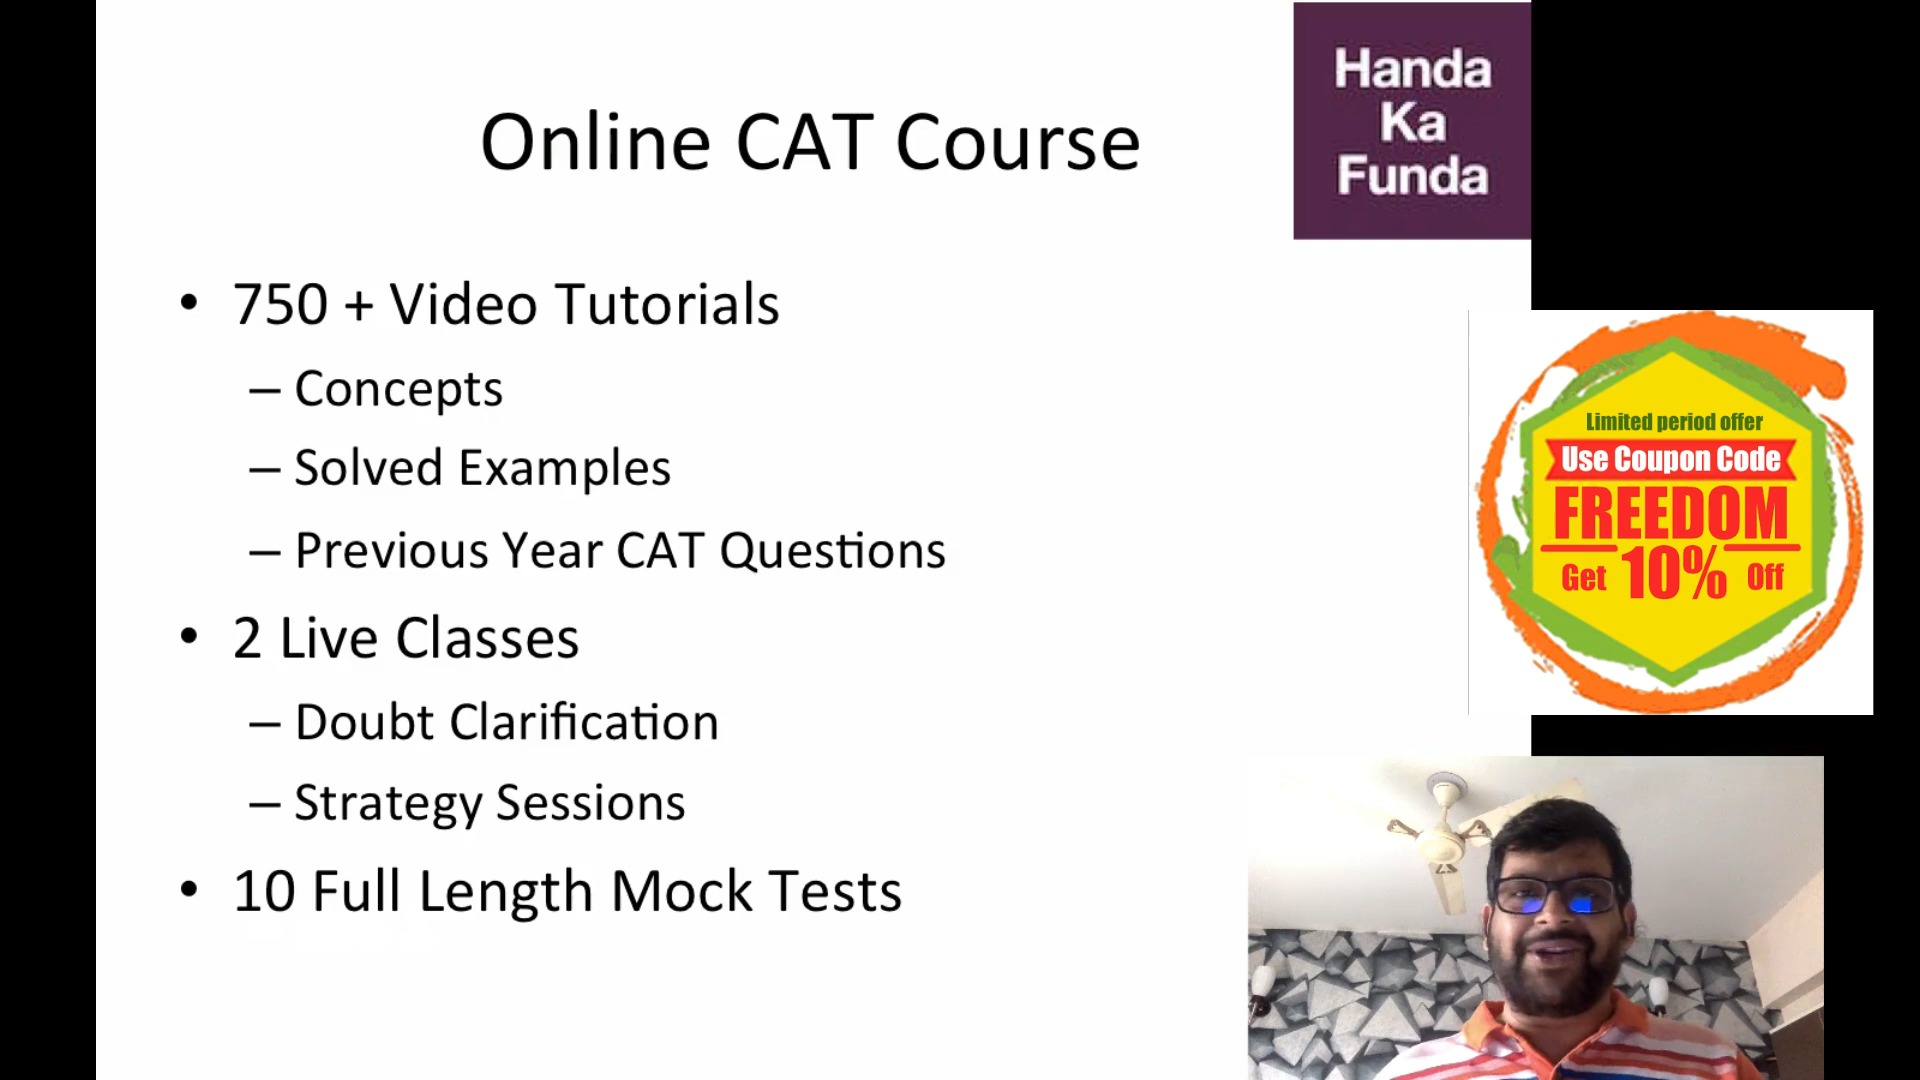 Online CAT Course
Handa
Ka
Funda
• 750 + Video Tutorials
– Concepts
– Solved Examples
– Previous Year CAT Questions
• 2 Live Classes
– Doubt Clarification
– Strategy Sessions
• 10 Full Length Mock Tests
Limited period offer
Use Coupon Code
FREEDOM
Get 10% Off